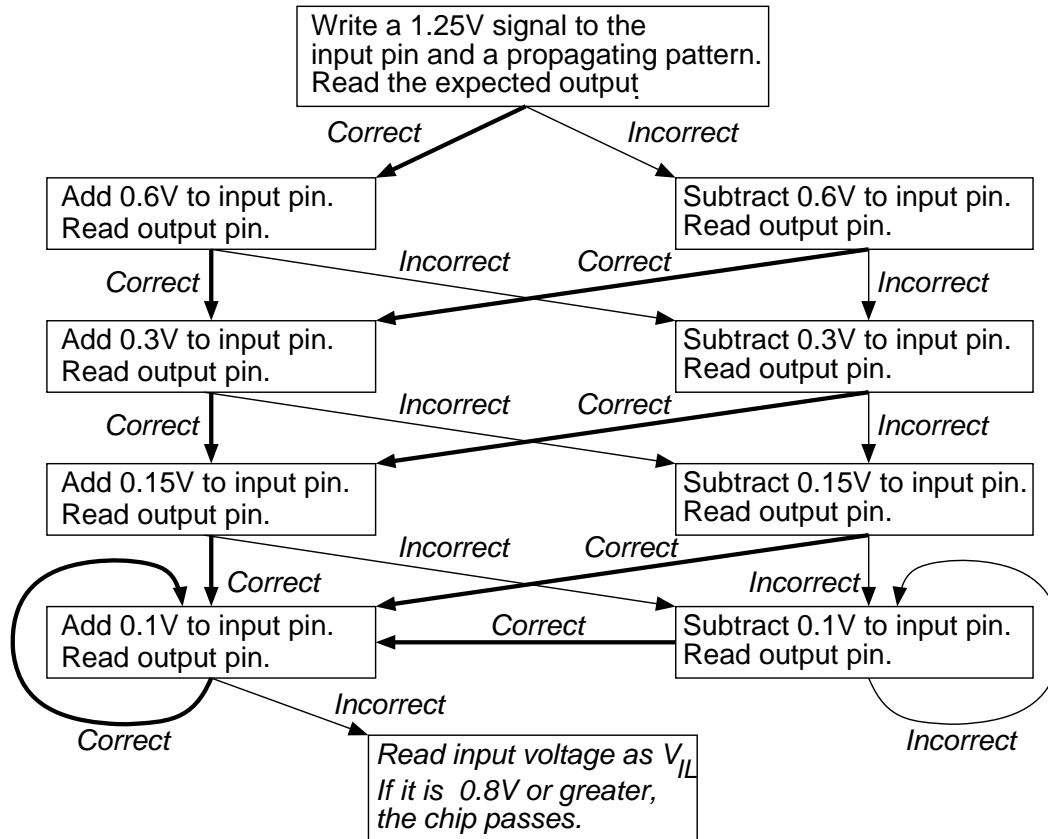 Write a 1.25V signal to the
input pin and a propagating pattern.
Read the expected output.
Correct
Incorrect
Add 0.6V to input pin.
Read output pin.
Subtract 0.6V to input pin.
Read output pin.
Correct
Incorrect
Correct
Incorrect
Add 0.3V to input pin.
Read output pin.
Subtract 0.3V to input pin.
Read output pin.
Correct
Incorrect
Correct
Incorrect
Add 0.15V to input pin.
Read output pin.
Subtract 0.15V to input pin.
Read output pin.
Correct
Incorrect
Correct
Incorrect
Add 0.1V to input pin.
Read output pin.
Correct
Subtract 0.1V to input pin.
Read output pin.
Correct
Incorrect
Incorrect
Read input voltage as VIL
If it is 0.8V or greater,
the chip passes.